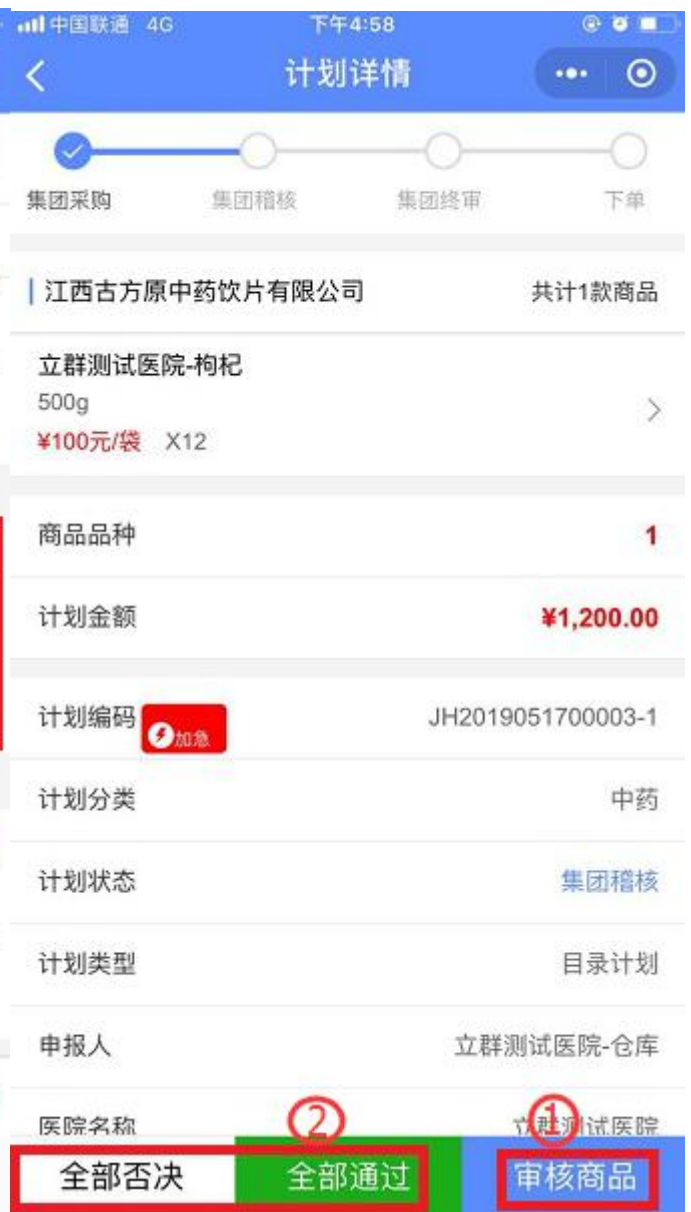 中国联通 4G 下午4:58
计划详情
集团采购 集团稽核 集团终审 下单
江西古方原中药饮片有限公司 共计1款商品
立群测试医院-枸杞
500g
¥100元/袋 X12
商品品种 1
计划金额 ¥1,200.00
计划编码 加急 JH2019051700003-1
计划分类 中药
计划状态 集团稽核
计划类型 目录计划
申报人 立群测试医院-仓库
医院名称 立群测试医院
② ①
全部否决 全部通过 审核商品